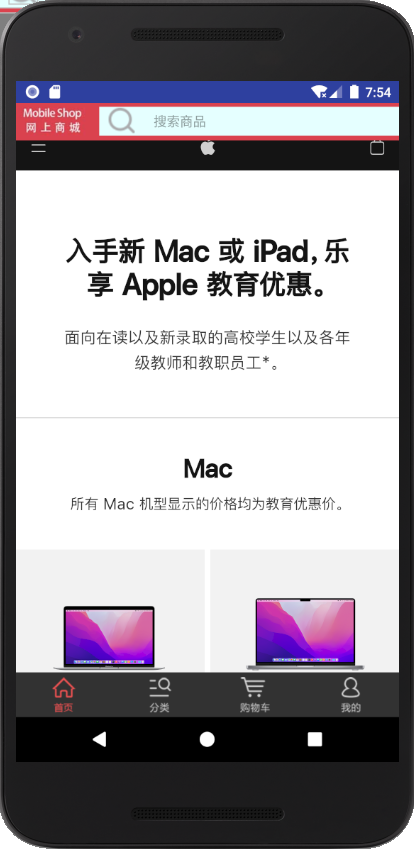 7:54
Mobile Shop
网上商城
搜索商品
入手新 Mac 或 iPad，乐
享 Apple 教育优惠。
面向在读以及新录取的高校学生以及各年
级教师和教职员工*。
Mac
所有 Mac 机型显示的价格均为教育优惠价。
首页
分类
购物车
我的